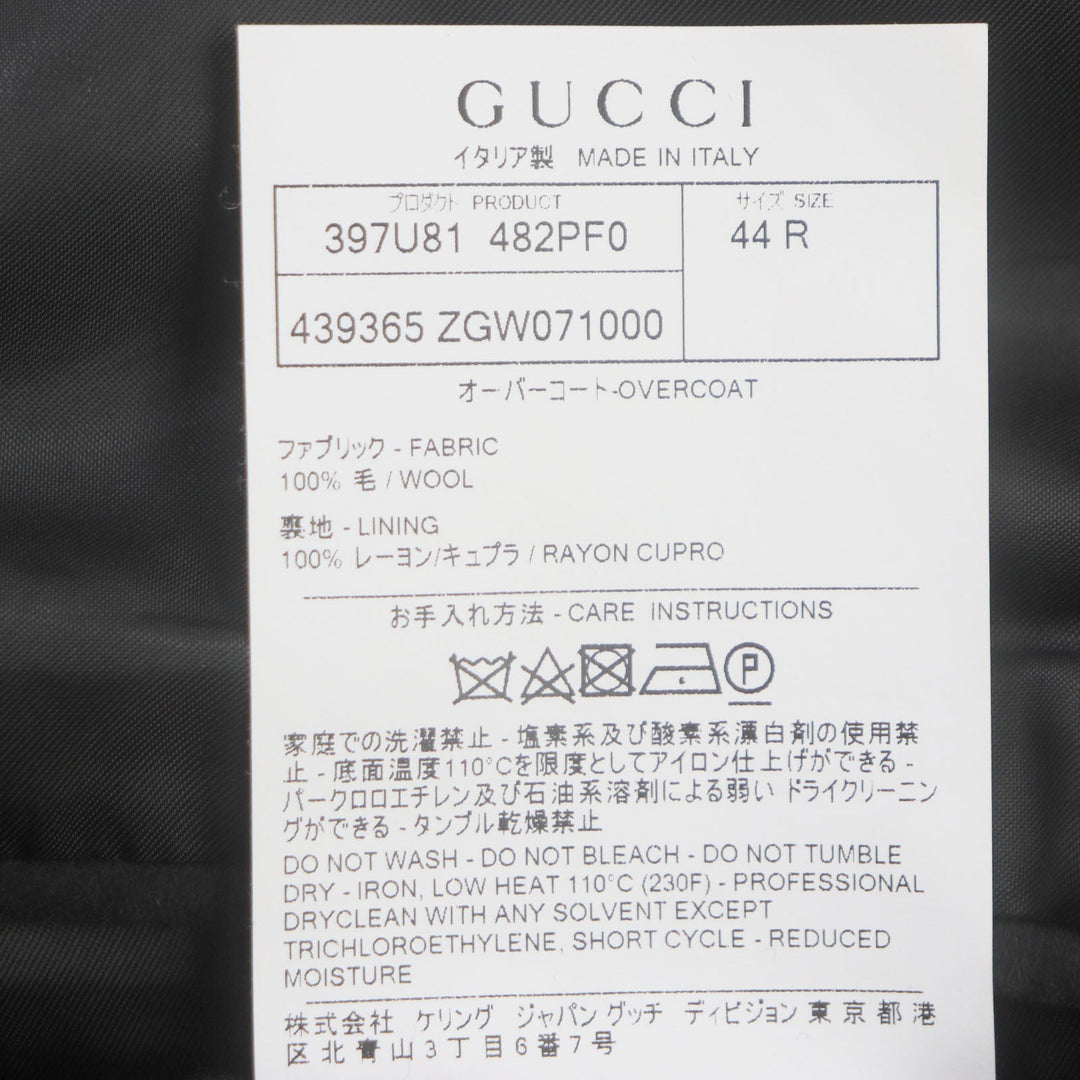 GUCCI
イタリア製 MADE IN ITALY
プロダクト PRODUCT
397U81 482PF0
サイズ SIZE
44 R
439365 ZGW071000
オーバーコート-OVERCOAT
ファブリック - FABRIC
100% 毛 / WOOL
裏地 - LINING
100% レーヨン/キュプラ / RAYON CUPRO
お手入れ方法 - CARE INSTRUCTIONS
P
家庭での洗濯禁止 - 塩素系及び酸素系漂白剤の使用禁
止 - 底面温度110°Cを限度としてアイロン仕上げができる -
パークロロエチレン及び石油系溶剤による弱い ドライクリーニン
グができる - タンブル乾燥禁止
DO NOT WASH - DO NOT BLEACH - DO NOT TUMBLE
DRY - IRON, LOW HEAT 110°C (230F) - PROFESSIONAL
DRYCLEAN WITH ANY SOLVENT EXCEPT
TRICHLOROETHYLENE, SHORT CYCLE - REDUCED
MOISTURE
株式会社 ケリング ジャパン グッチ ディビジョン 東京都港
区北青山3丁目6番7号